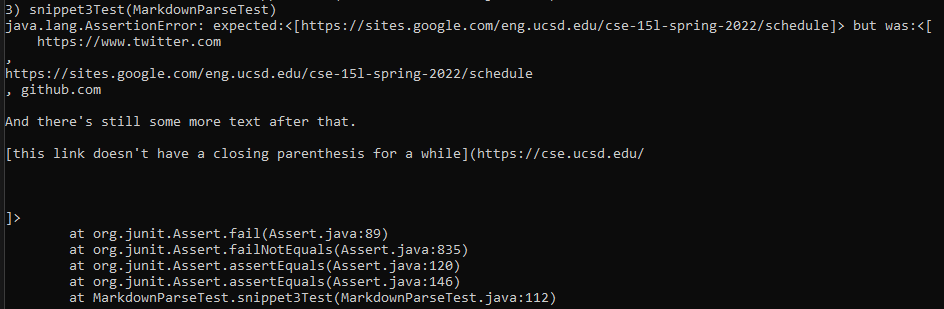 3) snippet3Test(MarkdownParseTest)
java.lang.AssertionError: expected:<[https://sites.google.com/eng.ucsd.edu/cse-15l-spring-2022/schedule]> but was:<[
    https://www.twitter.com
,
https://sites.google.com/eng.ucsd.edu/cse-15l-spring-2022/schedule
, github.com
And there's still some more text after that.
[this link doesn't have a closing parenthesis for a while](https://cse.ucsd.edu/
]>
        at org.junit.Assert.fail(Assert.java:89)
        at org.junit.Assert.failNotEquals(Assert.java:835)
        at org.junit.Assert.assertEquals(Assert.java:120)
        at org.junit.Assert.assertEquals(Assert.java:146)
        at MarkdownParseTest.snippet3Test(MarkdownParseTest.java:112)